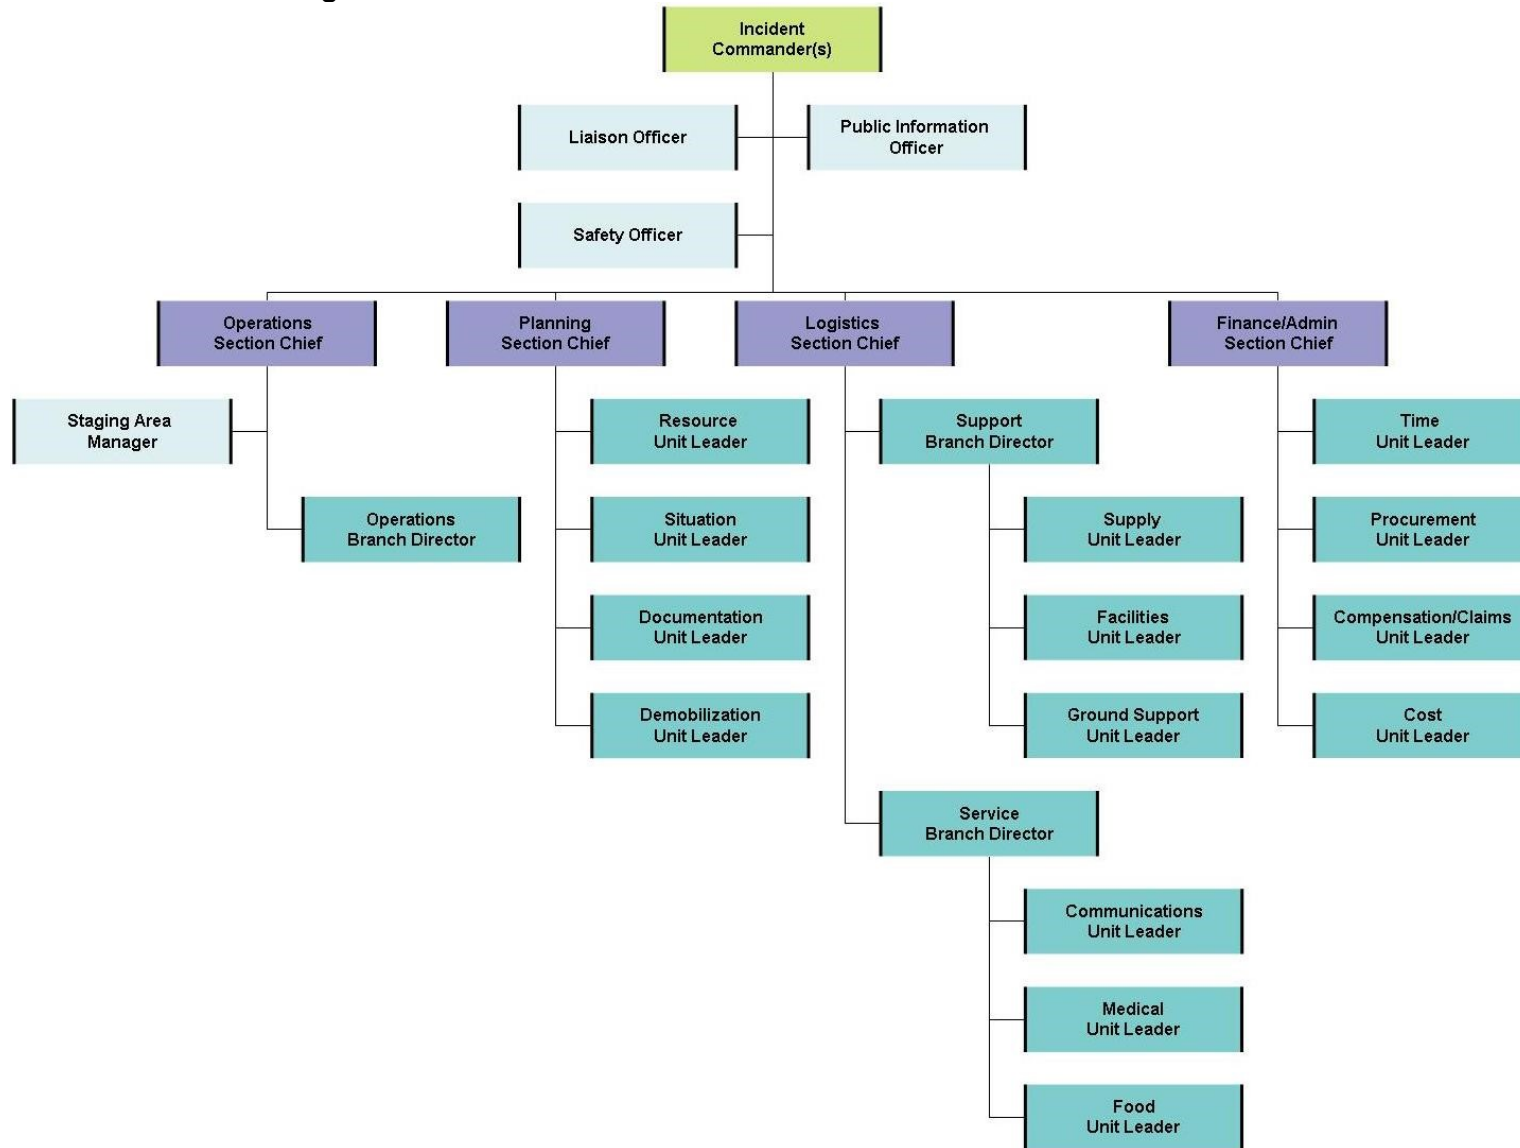 Incident
Commander(s)
Liaison Officer
Public Information
Officer
Safety Officer
Operations
Section Chief
Planning
Section Chief
Logistics
Section Chief
Finance/Admin
Section Chief
Staging Area
Manager
Operations
Branch Director
Resource
Unit Leader
Situation
Unit Leader
Documentation
Unit Leader
Demobilization
Unit Leader
Support
Branch Director
Supply
Unit Leader
Facilities
Unit Leader
Ground Support
Unit Leader
Service
Branch Director
Communications
Unit Leader
Medical
Unit Leader
Food
Unit Leader
Time
Unit Leader
Procurement
Unit Leader
Compensation/Claims
Unit Leader
Cost
Unit Leader